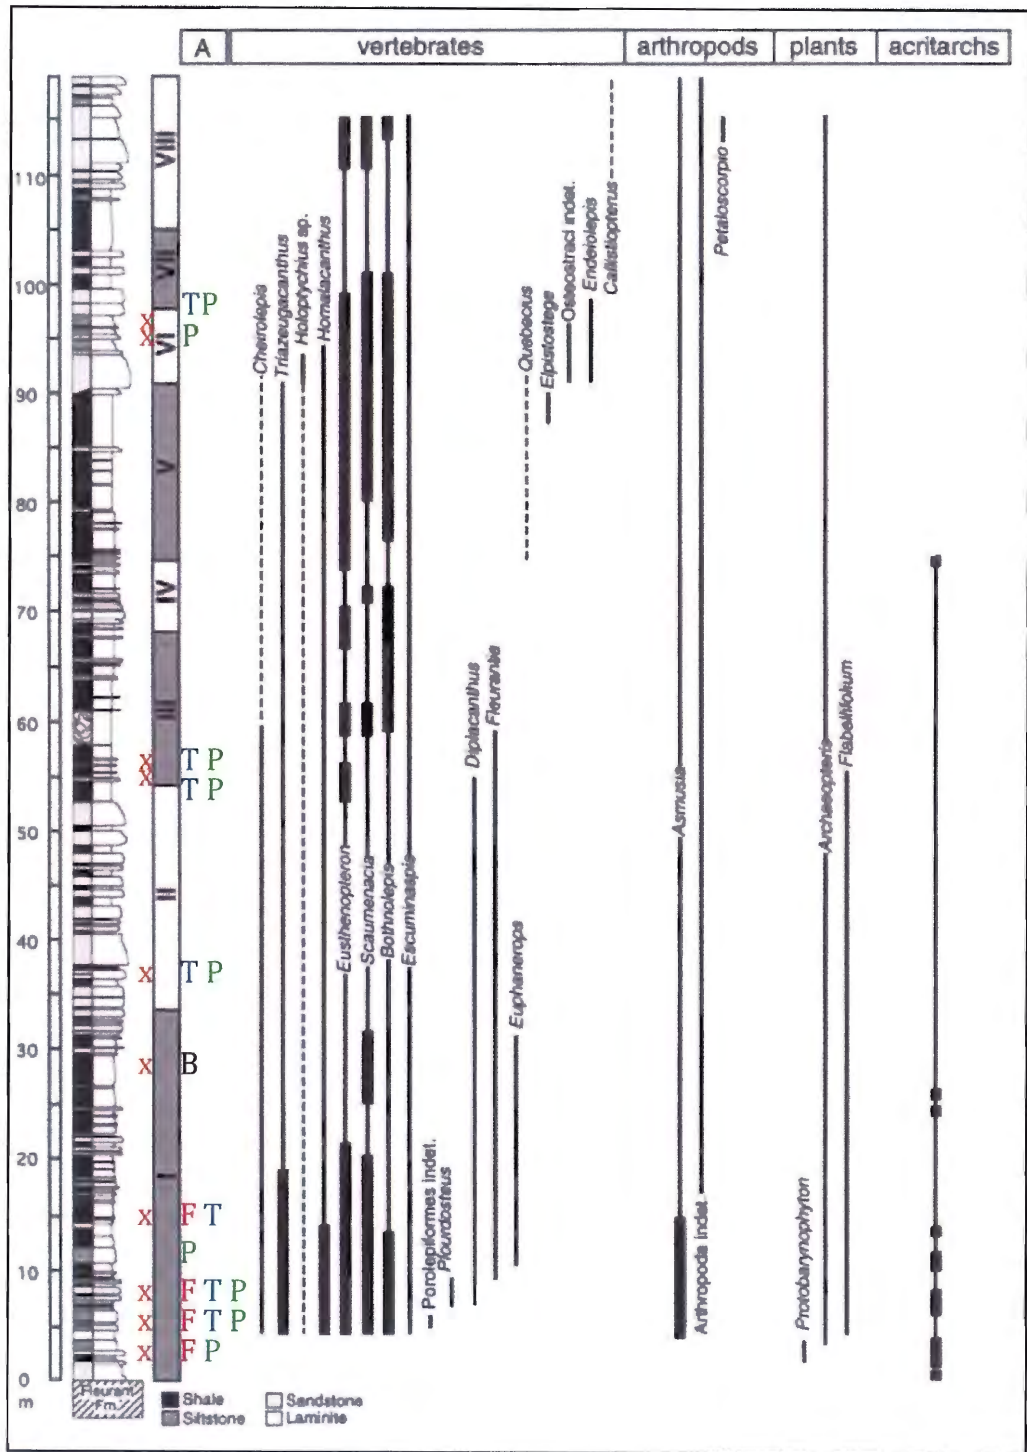 A vertebrates arthropods plants acritarchs
110
100
90
80
70
60
50
40
30
20
10
0
m
VIII
VII
VI
V
IV
III
II
I
x T P
x P
x T P
x T P
x T P
x B
x F T
P
x F T P
x F T P
x F P
Cheirolepis
Triazeugacanthus
Holoptychius sp.
Homalacanthus
Eusthenopteron
Scaumenacia
Bothriolepis
Escuminaspis
Porolepiformes indet.
Plourdosteus
Diplacanthus
Fleurantia
Euphanerops
Quebecius
Elpistostege
Osteostraci indet.
Endeiolepis
Callistiopterus
Asmusia
Arthropoda indet.
Petaloscorpio
Protobarynophyton
Archaeopteris
Flabellifolium
Fleurant
Fm.
Shale Sandstone
Siltstone Laminite